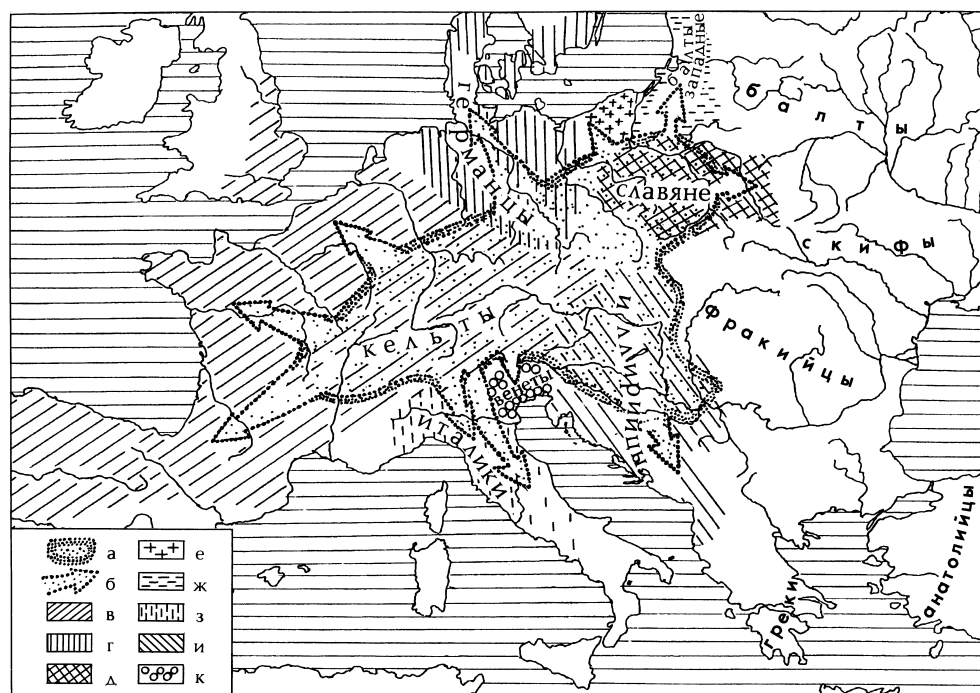 балты
западные
балты
германцы
славяне
скифы
кельты
иллирийцы
фракийцы
венеты
италики
греки
анатолийцы
а
б
в
г
д
е
ж
з
и
к